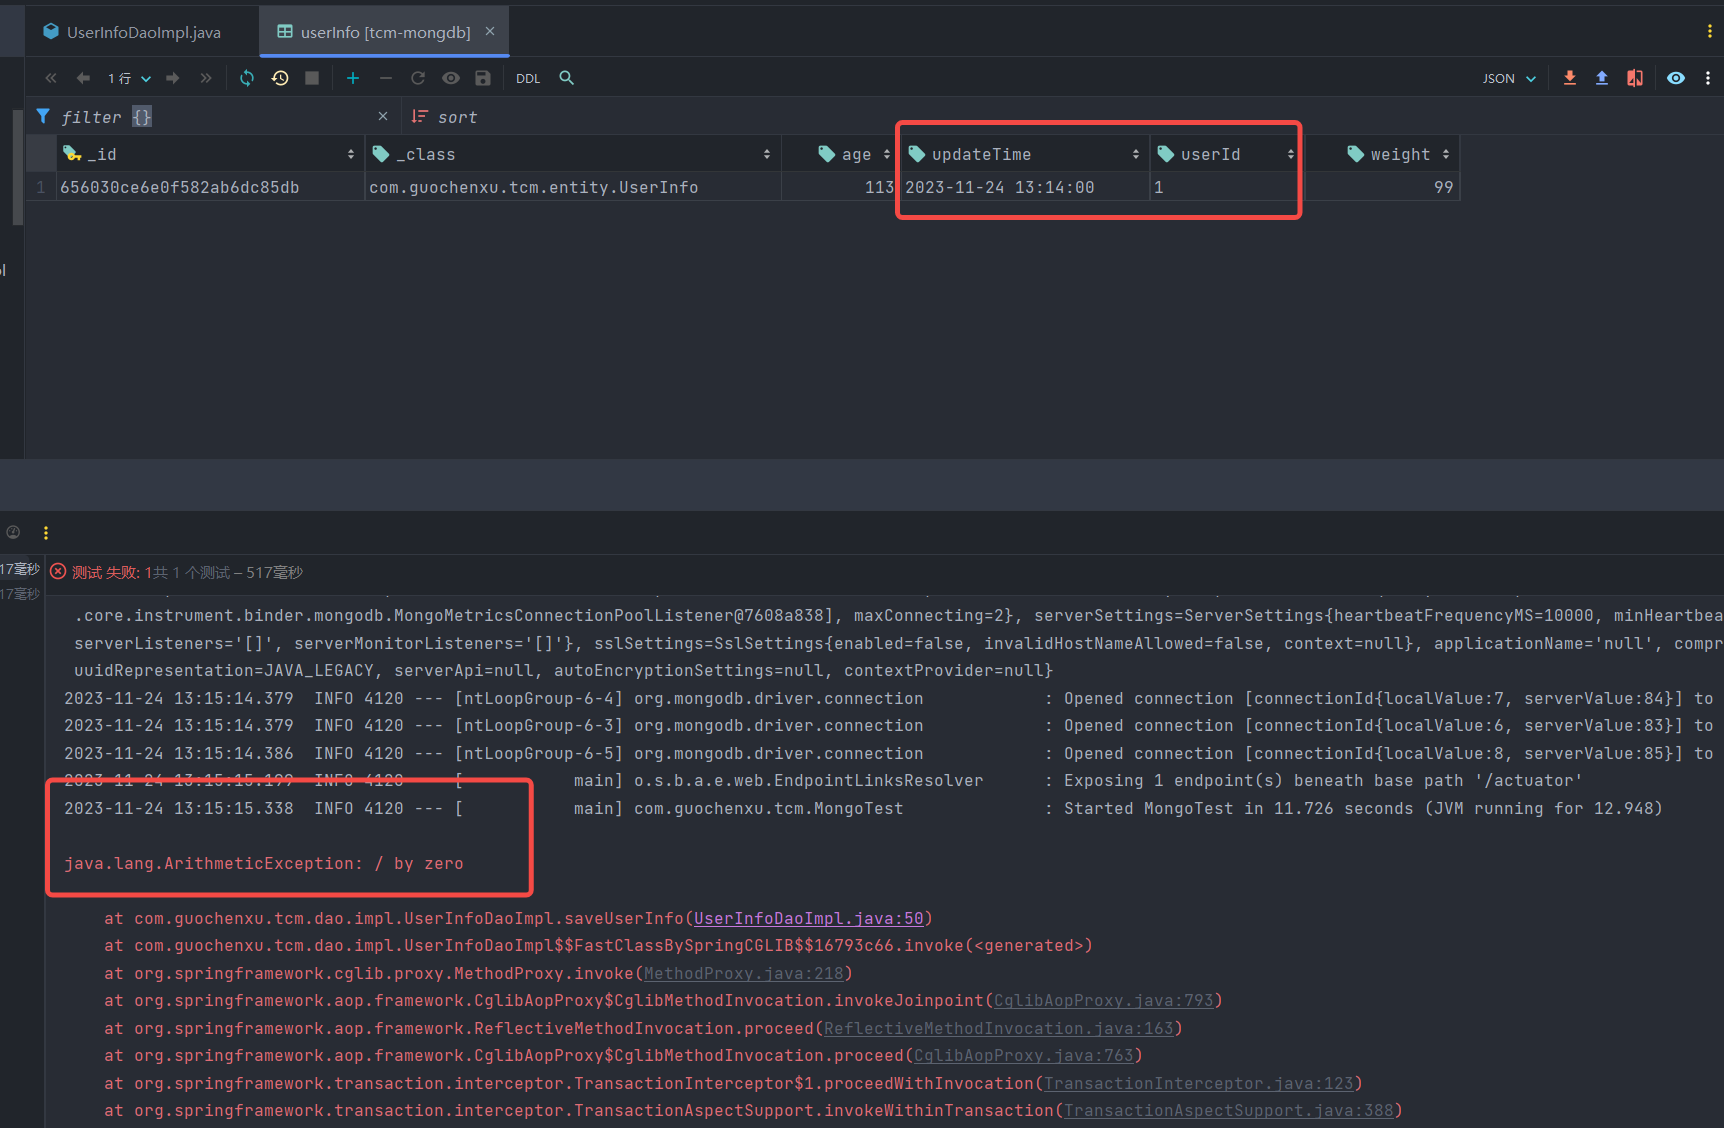 UserInfoDaoImpl.java
userInfo [tcm-mongdb]
1 行
DDL
JSON
filter {}
sort
_id
_class
age
updateTime
userId
weight
1
656030ce6e0f582ab6dc85db
com.guochenxu.tcm.entity.UserInfo
113
2023-11-24 13:14:00
1
99
17毫秒
测试 失败: 1共 1 个测试 – 517毫秒
17毫秒
.core.instrument.binder.mongodb.MongoMetricsConnectionPoolListener@7608a838], maxConnecting=2}, serverSettings=ServerSettings{heartbeatFrequencyMS=10000, minHeartbea
serverListeners='[]', serverMonitorListeners='[]'}, sslSettings=SslSettings{enabled=false, invalidHostNameAllowed=false, context=null}, applicationName='null', compr
uuidRepresentation=JAVA_LEGACY, serverApi=null, autoEncryptionSettings=null, contextProvider=null}
2023-11-24 13:15:14.379  INFO 4120 --- [ntLoopGroup-6-4] org.mongodb.driver.connection            : Opened connection [connectionId{localValue:7, serverValue:84}] to
2023-11-24 13:15:14.379  INFO 4120 --- [ntLoopGroup-6-3] org.mongodb.driver.connection            : Opened connection [connectionId{localValue:6, serverValue:83}] to
2023-11-24 13:15:14.386  INFO 4120 --- [ntLoopGroup-6-5] org.mongodb.driver.connection            : Opened connection [connectionId{localValue:8, serverValue:85}] to
2023-11-24 13:15:15.199  INFO 4120 --- [           main] o.s.b.a.e.web.EndpointLinksResolver      : Exposing 1 endpoint(s) beneath base path '/actuator'
2023-11-24 13:15:15.338  INFO 4120 --- [           main] com.guochenxu.tcm.MongoTest              : Started MongoTest in 11.726 seconds (JVM running for 12.948)
java.lang.ArithmeticException: / by zero
at com.guochenxu.tcm.dao.impl.UserInfoDaoImpl.saveUserInfo(UserInfoDaoImpl.java:50)
at com.guochenxu.tcm.dao.impl.UserInfoDaoImpl$$FastClassBySpringCGLIB$$16793c66.invoke(<generated>)
at org.springframework.cglib.proxy.MethodProxy.invoke(MethodProxy.java:218)
at org.springframework.aop.framework.CglibAopProxy$CglibMethodInvocation.invokeJoinpoint(CglibAopProxy.java:793)
at org.springframework.aop.framework.ReflectiveMethodInvocation.proceed(ReflectiveMethodInvocation.java:163)
at org.springframework.aop.framework.CglibAopProxy$CglibMethodInvocation.proceed(CglibAopProxy.java:763)
at org.springframework.transaction.interceptor.TransactionInterceptor$1.proceedWithInvocation(TransactionInterceptor.java:123)
at org.springframework.transaction.interceptor.TransactionAspectSupport.invokeWithinTransaction(TransactionAspectSupport.java:388)